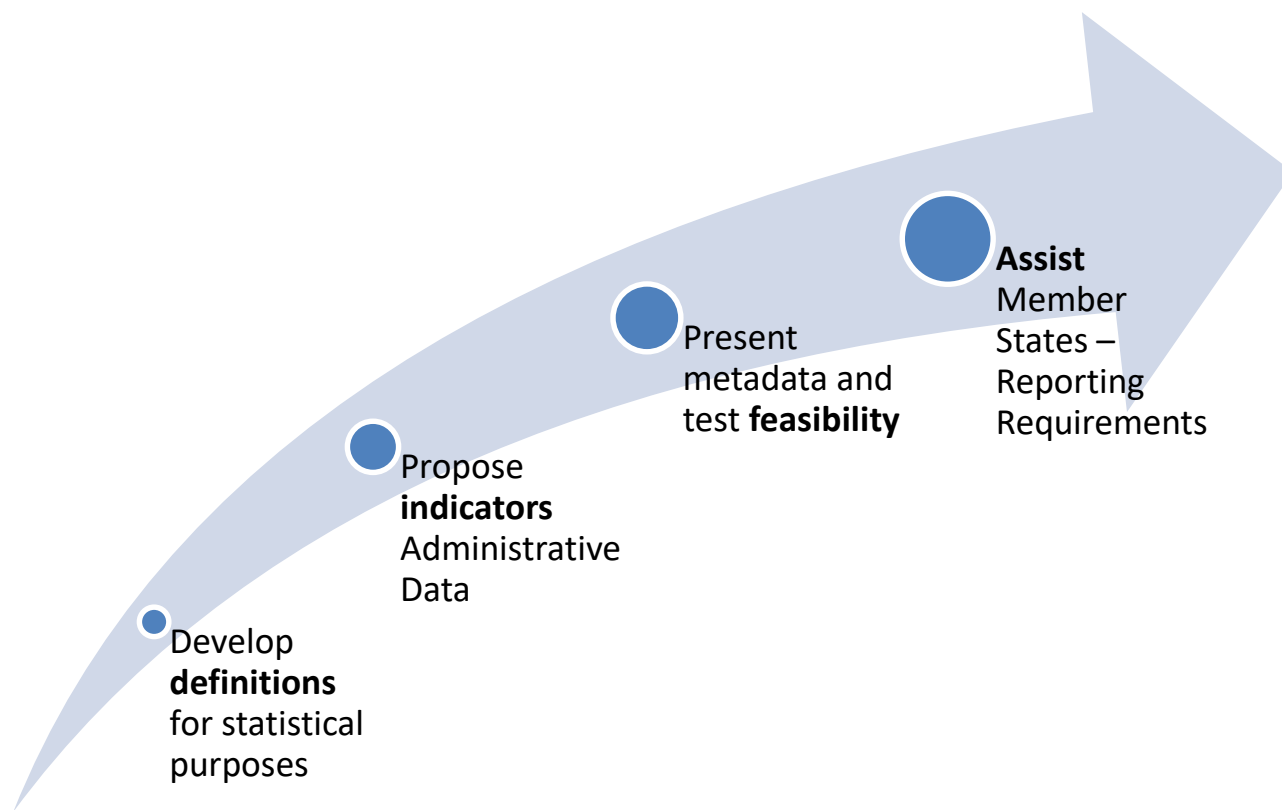 Develop
definitions
for statistical
purposes
Propose
indicators
Administrative
Data
Present
metadata and
test feasibility
Assist
Member
States –
Reporting
Requirements